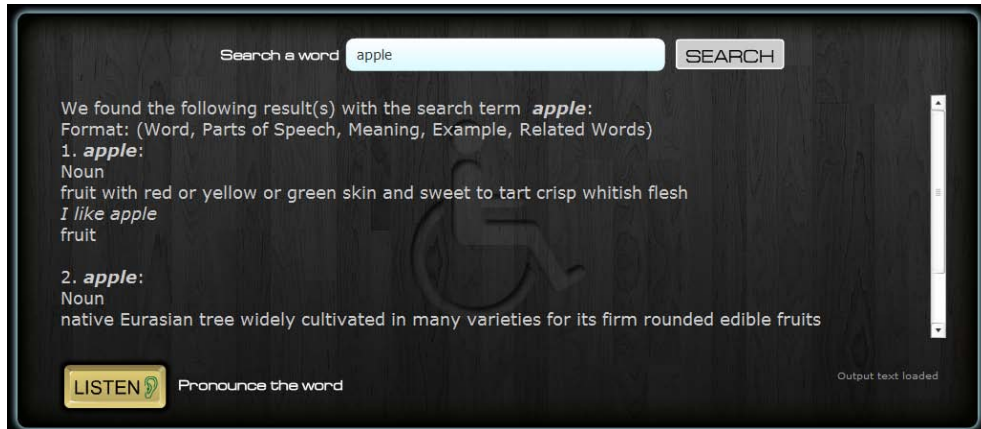 Search a word apple SEARCH
We found the following result(s) with the search term apple:
Format: (Word, Parts of Speech, Meaning, Example, Related Words)
1. apple:
Noun
fruit with red or yellow or green skin and sweet to tart crisp whitish flesh
I like apple
fruit
2. apple:
Noun
native Eurasian tree widely cultivated in many varieties for its firm rounded edible fruits
LISTEN Pronounce the word
Output text loaded